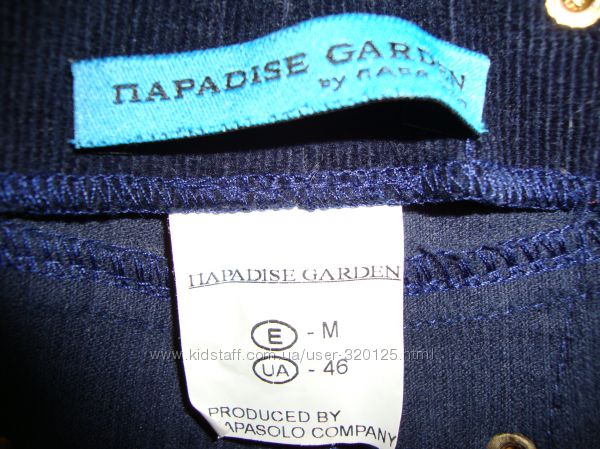 ПAPADISE GARDEN
by
ПAPADISE GARDEN
E - M
www.kidstaff.com.ua/user-320125.html
UA - 46
PRODUCED BY
APASOLO COMPANY